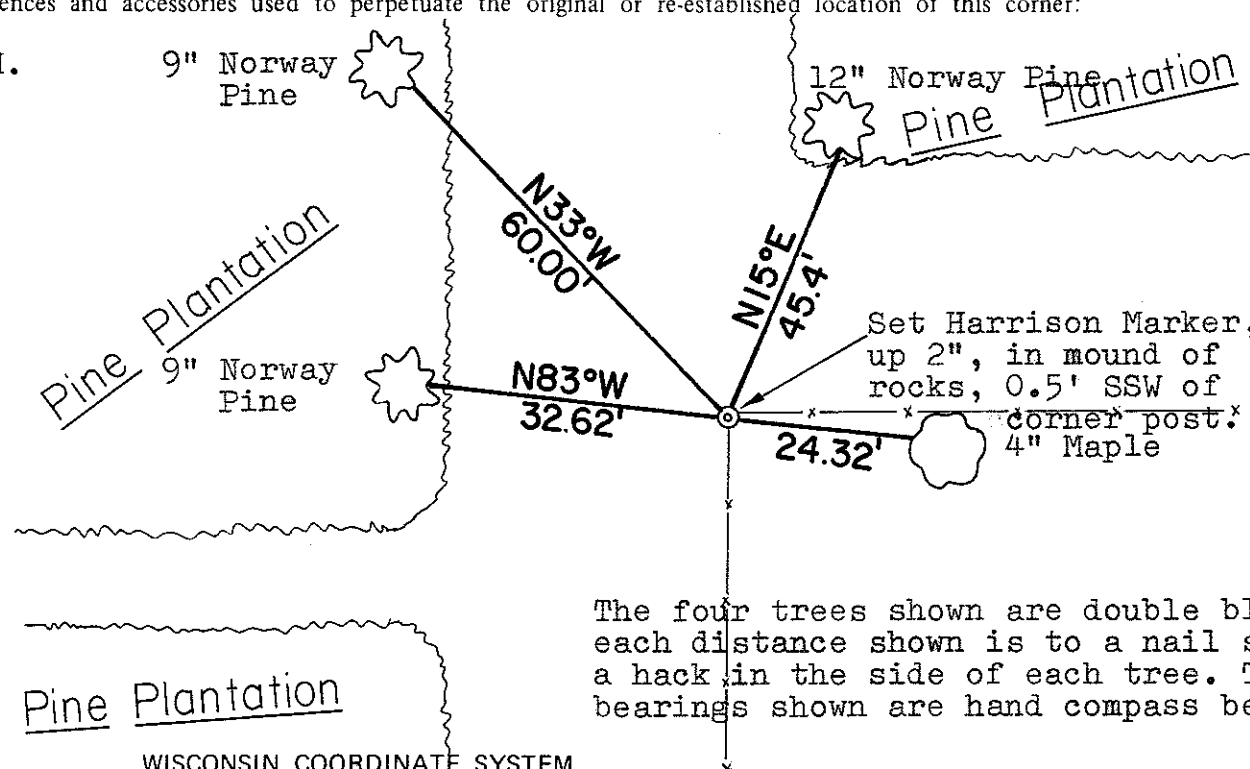 ences and accessories used to perpetuate the original or re-established location of this corner:
9" Norway
Pine
12" Norway Pine
Pine Plantation
N33°W
60.00'
N15°E
45.4'
Pine Plantation
Set Harrison Marker,
up 2", in mound of
rocks, 0.5' SSW of
corner post.
9" Norway
Pine
N83°W
32.62'
24.32'
4" Maple
The four trees shown are double bl
each distance shown is to a nail s
a hack in the side of each tree. T
bearings shown are hand compass be
Pine Plantation
WISCONSIN COORDINATE SYSTEM